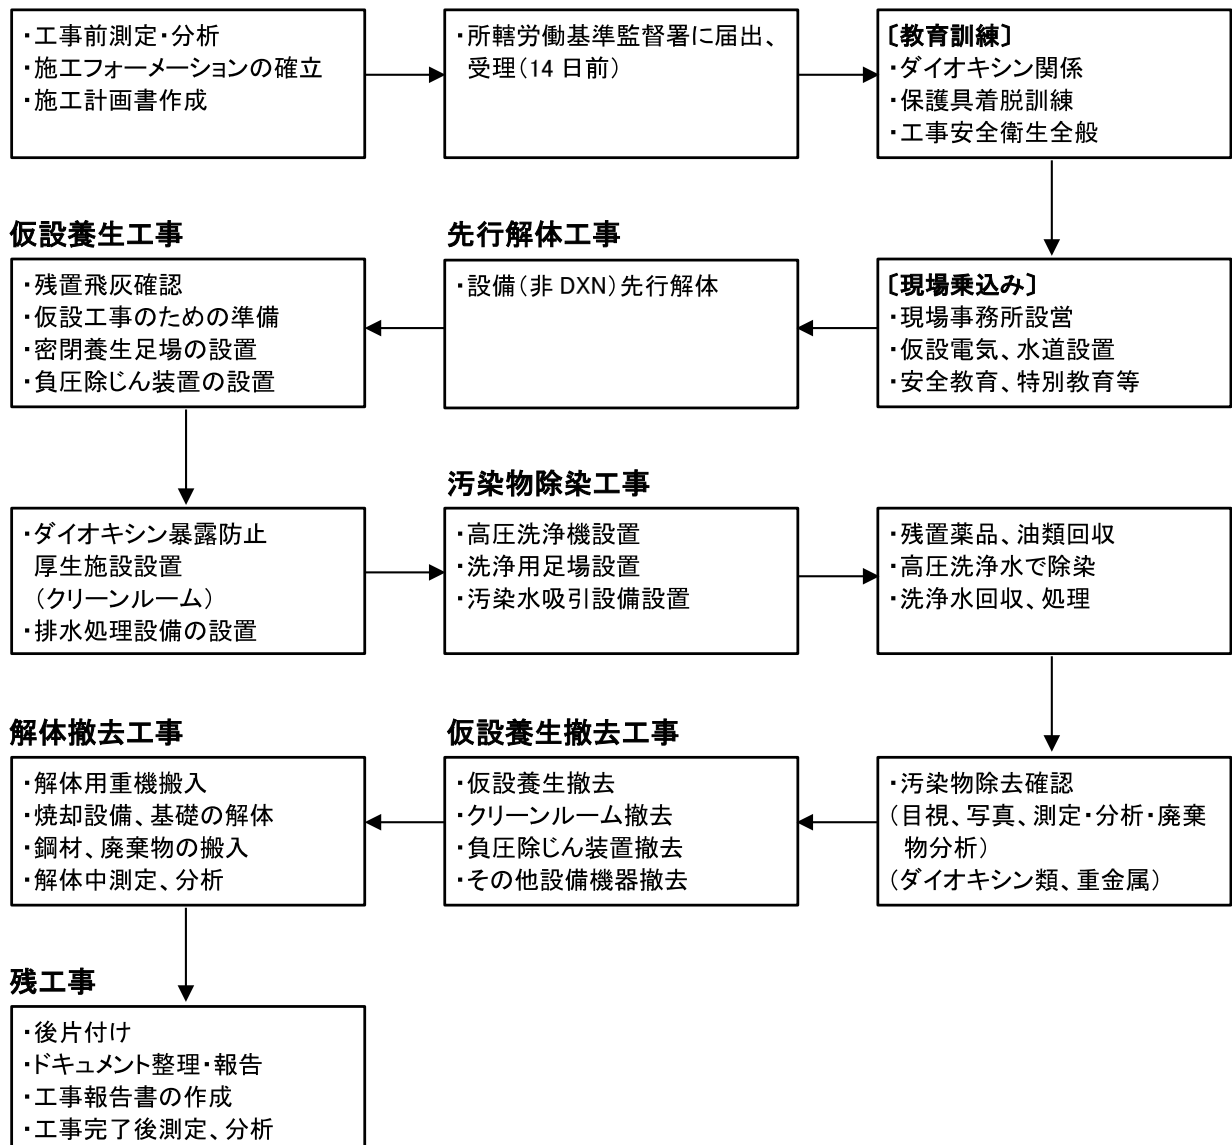 ・工事前測定・分析
・施工フォーメーションの確立
・施工計画書作成
・所轄労働基準監督署に届出、
受理(14日前)
〔教育訓練〕
・ダイオキシン関係
・保護具着脱訓練
・工事安全衛生全般
〔現場乗込み〕
・現場事務所設営
・仮設電気、水道設置
・安全教育、特別教育等
先行解体工事
・設備(非 DXN)先行解体
仮設養生工事
・残置飛灰確認
・仮設工事のための準備
・密閉養生足場の設置
・負圧除じん装置の設置
・ダイオキシン暴露防止
厚生施設設置
(クリーンルーム)
・排水処理設備の設置
汚染物除染工事
・高圧洗浄機設置
・洗浄用足場設置
・汚染水吸引設備設置
・残置薬品、油類回収
・高圧洗浄水で除染
・洗浄水回収、処理
・汚染物除去確認
(目視、写真、測定・分析・廃棄
物分析)
(ダイオキシン類、重金属)
仮設養生撤去工事
・仮設養生撤去
・クリーンルーム撤去
・負圧除じん装置撤去
・その他設備機器撤去
解体撤去工事
・解体用重機搬入
・焼却設備、基礎の解体
・鋼材、廃棄物の搬入
・解体中測定、分析
残工事
・後片付け
・ドキュメント整理・報告
・工事報告書の作成
・工事完了後測定、分析